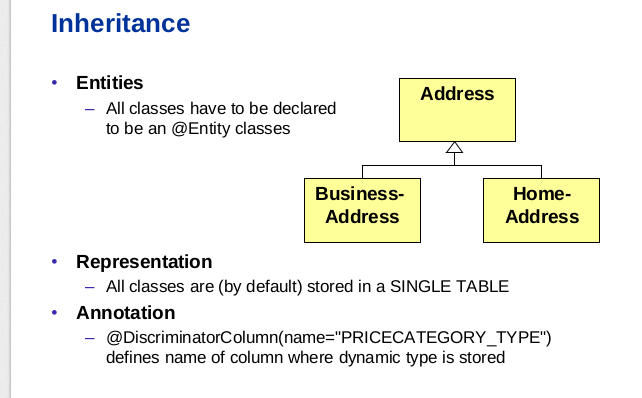 Inheritance
• Entities
– All classes have to be declared
to be an @Entity classes
Address
Business-
Address
Home-
Address
• Representation
– All classes are (by default) stored in a SINGLE TABLE
• Annotation
– @DiscriminatorColumn(name="PRICECATEGORY_TYPE")
defines name of column where dynamic type is stored